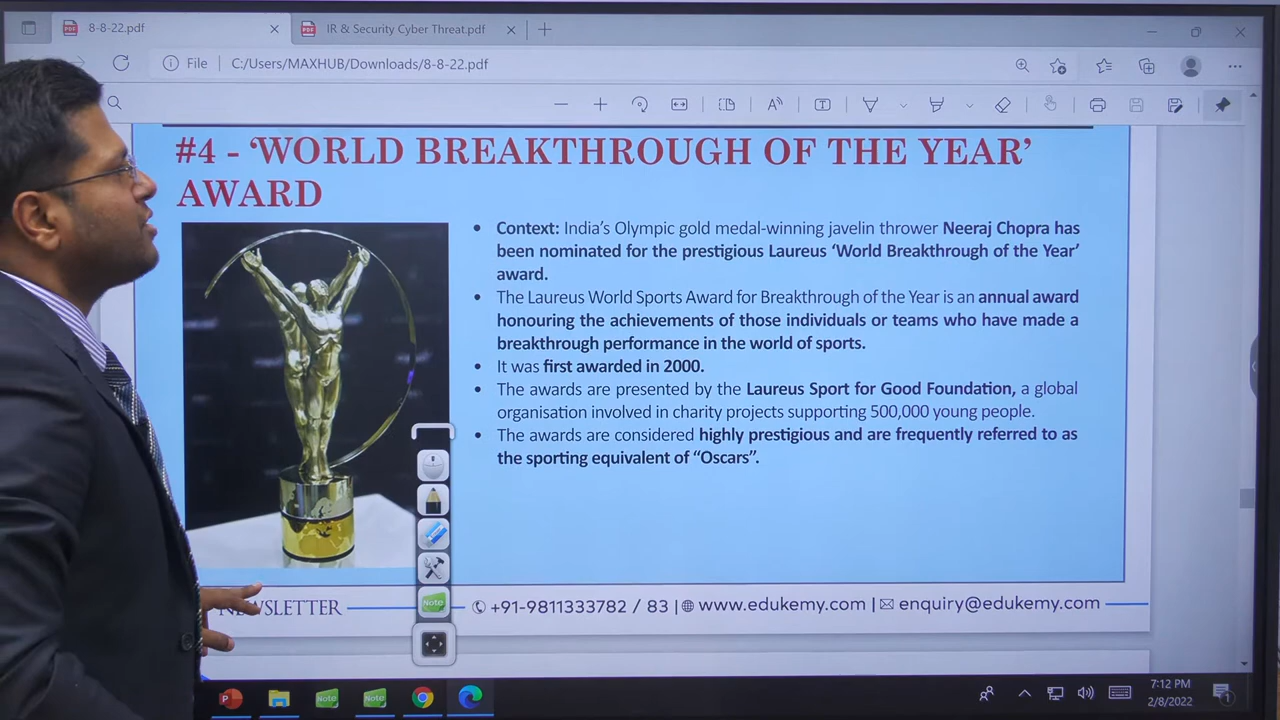 8-8-22.pdf
IR & Security Cyber Threat.pdf
File
C:/Users/MAXHUB/Downloads/8-8-22.pdf
#4 - ‘WORLD BREAKTHROUGH OF THE YEAR’
AWARD
• Context: India’s Olympic gold medal-winning javelin thrower Neeraj Chopra has
been nominated for the prestigious Laureus ‘World Breakthrough of the Year’
award.
• The Laureus World Sports Award for Breakthrough of the Year is an annual award
honouring the achievements of those individuals or teams who have made a
breakthrough performance in the world of sports.
• It was first awarded in 2000.
• The awards are presented by the Laureus Sport for Good Foundation, a global
organisation involved in charity projects supporting 500,000 young people.
• The awards are considered highly prestigious and are frequently referred to as
the sporting equivalent of “Oscars”.
Note
NEWSLETTER
+91-9811333782 / 83 | www.edukemy.com | enquiry@edukemy.com
Note
Note
7:12 PM
2/8/2022
1